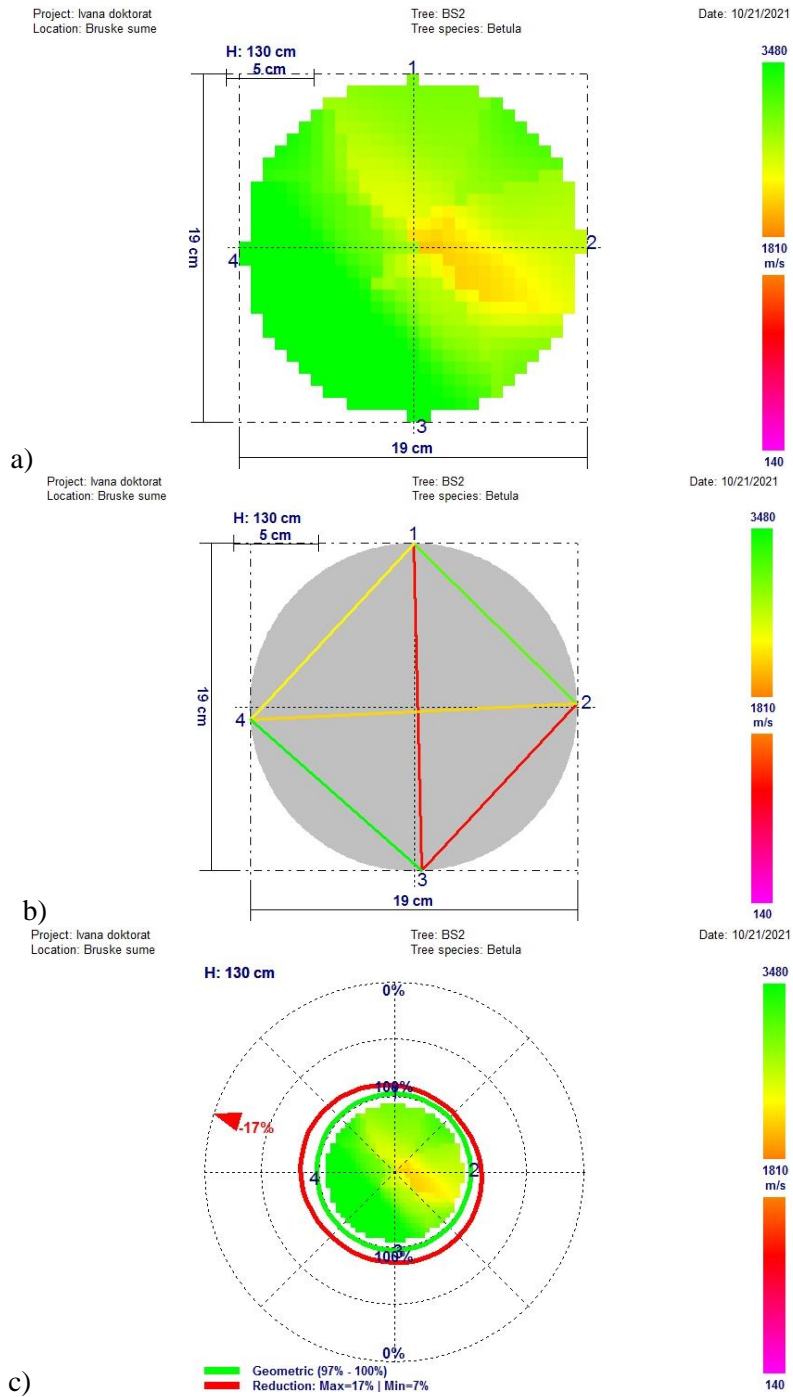 Project: Ivana doktorat Tree: BS2 Date: 10/21/2021
Location: Bruske sume Tree species: Betula
H: 130 cm
5 cm
1
3480
19 cm
4
2
1810
m/s
3
19 cm
140
a)
Project: Ivana doktorat Tree: BS2 Date: 10/21/2021
Location: Bruske sume Tree species: Betula
H: 130 cm
5 cm
1
3480
19 cm
4
2
1810
m/s
3
19 cm
140
b)
Project: Ivana doktorat Tree: BS2 Date: 10/21/2021
Location: Bruske sume Tree species: Betula
H: 130 cm
0%
3480
100%
-17%
4
2
1810
m/s
3
100%
0%
Geometric (97% - 100%)
Reduction: Max=17% | Min=7%
140
c)